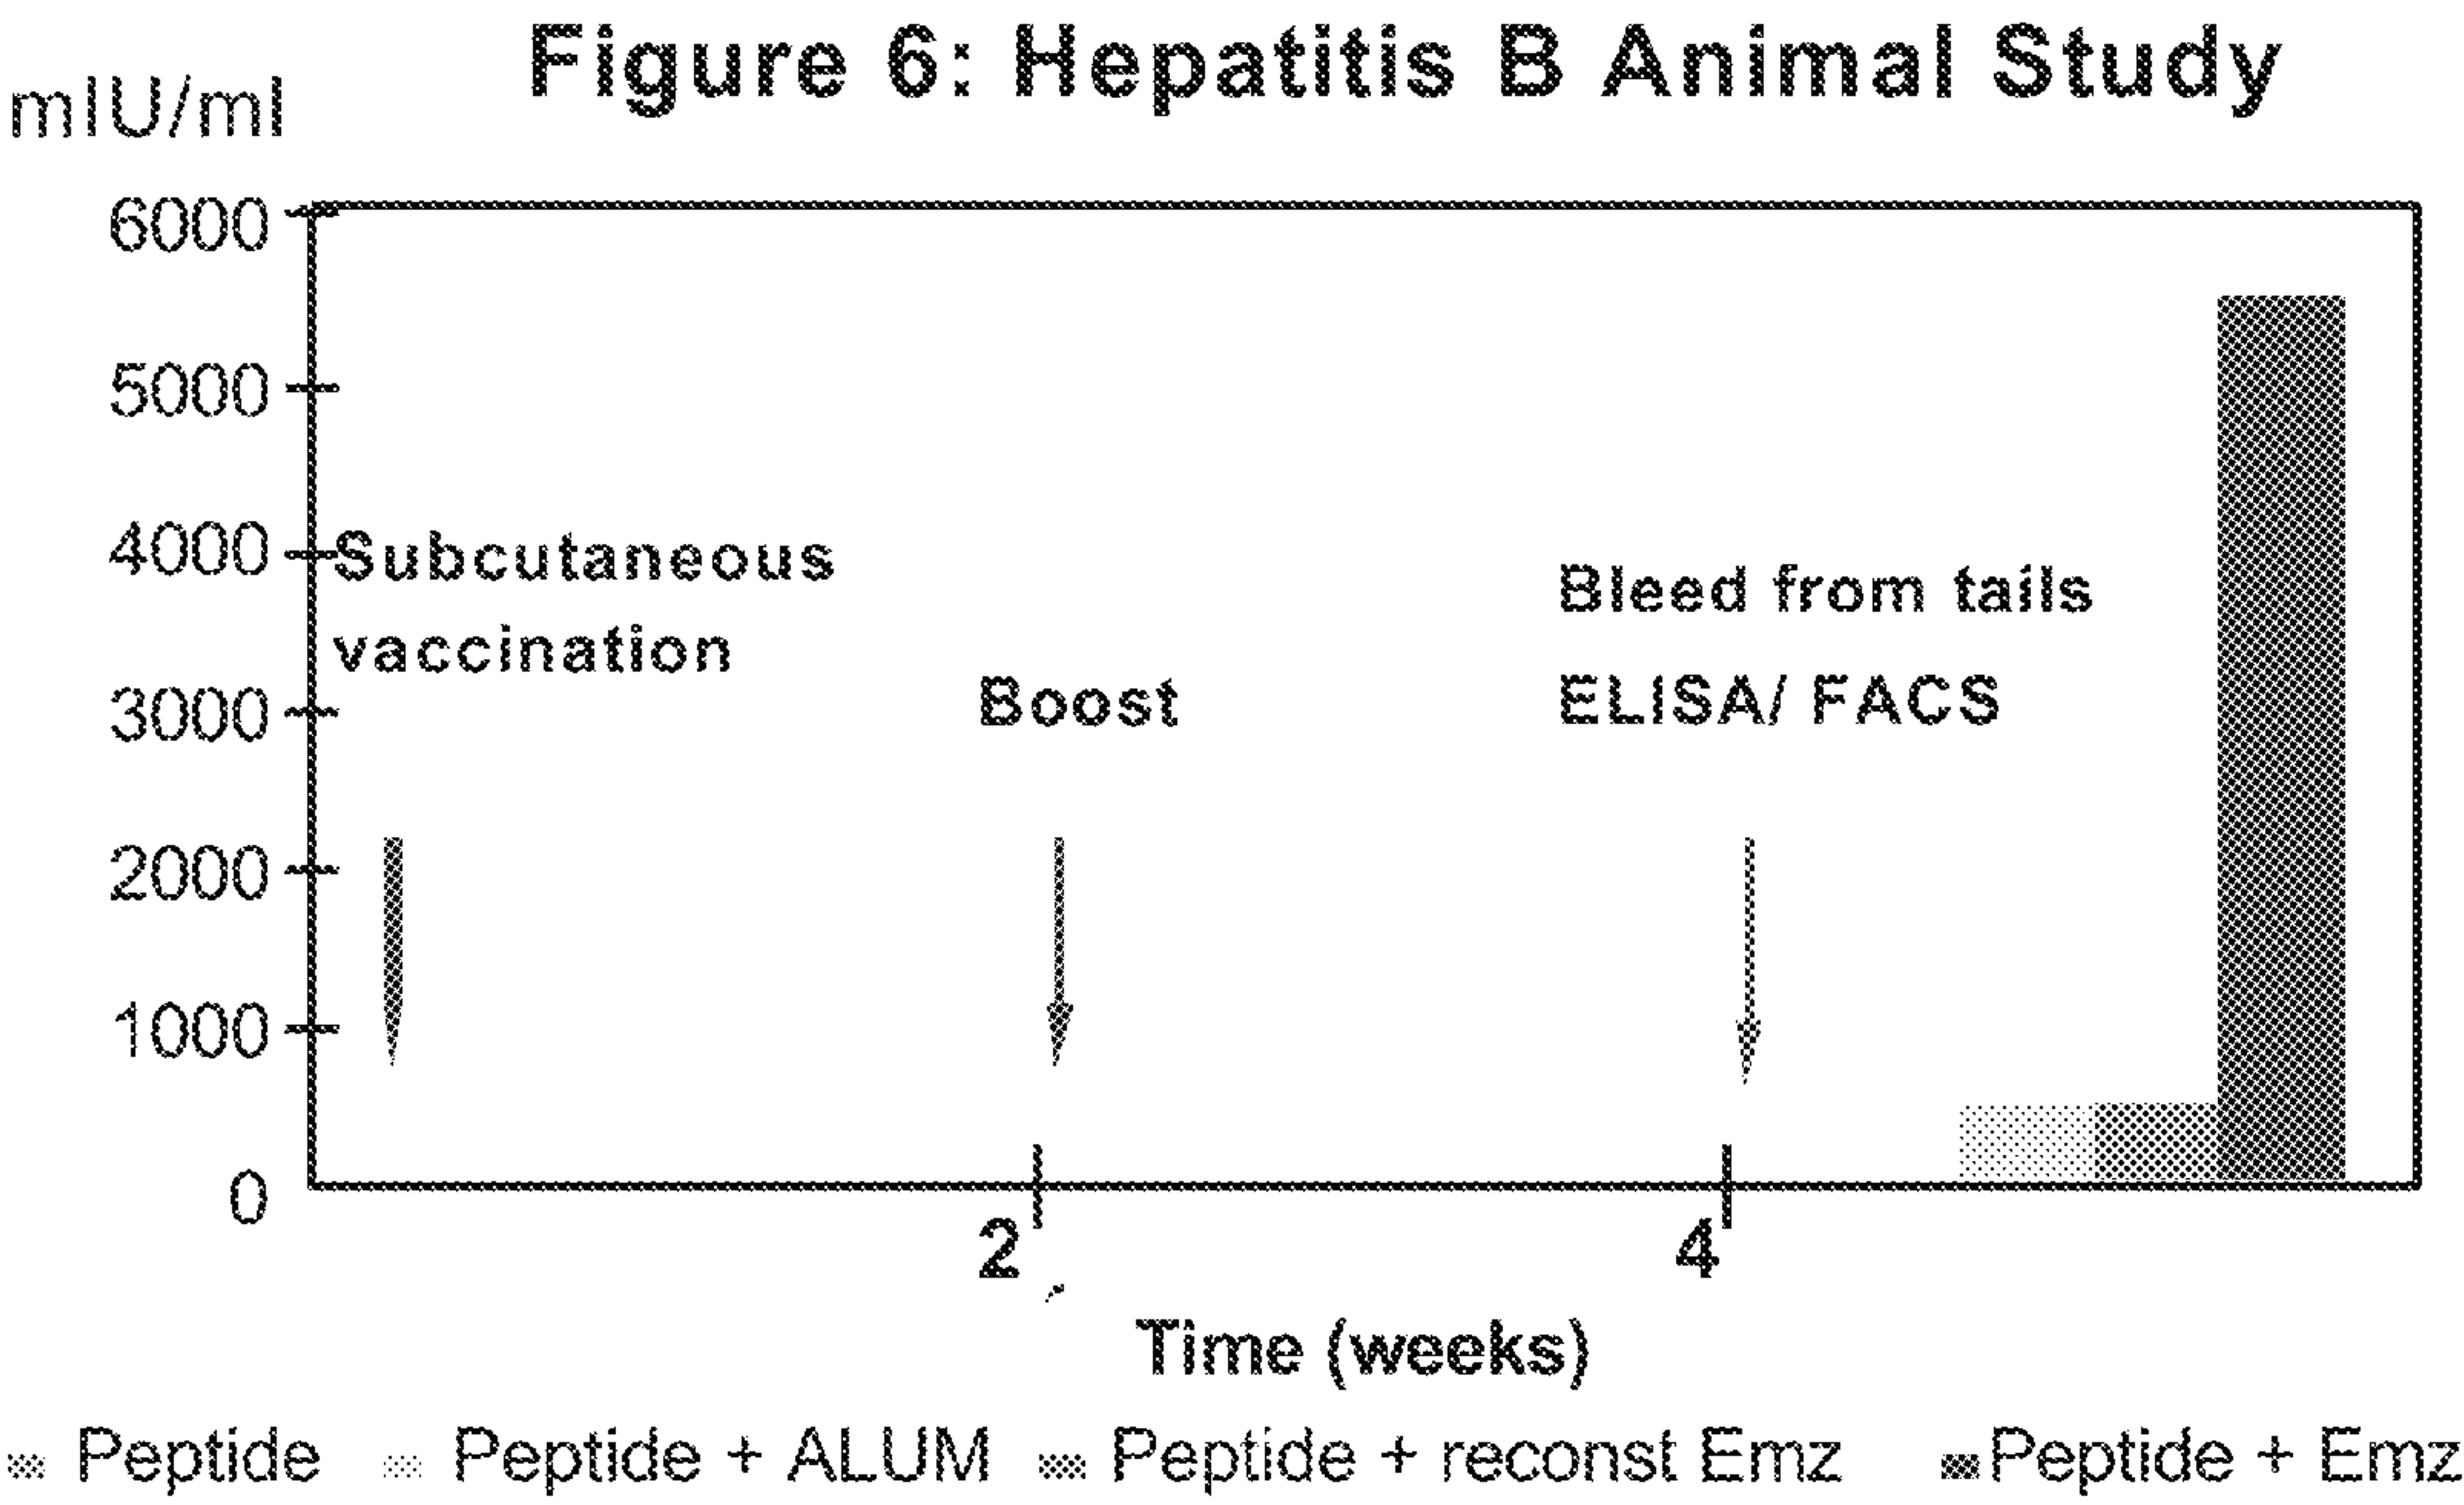 Figure 6: Hepatitis B Animal Study
mIU/ml
6000
5000
4000
3000
2000
1000
0
Subcutaneous
vaccination
Boost
Bleed from tails
ELISA/ FACS
2
4
Time (weeks)
Peptide
Peptide + ALUM
Peptide + reconst Emz
Peptide + Emz